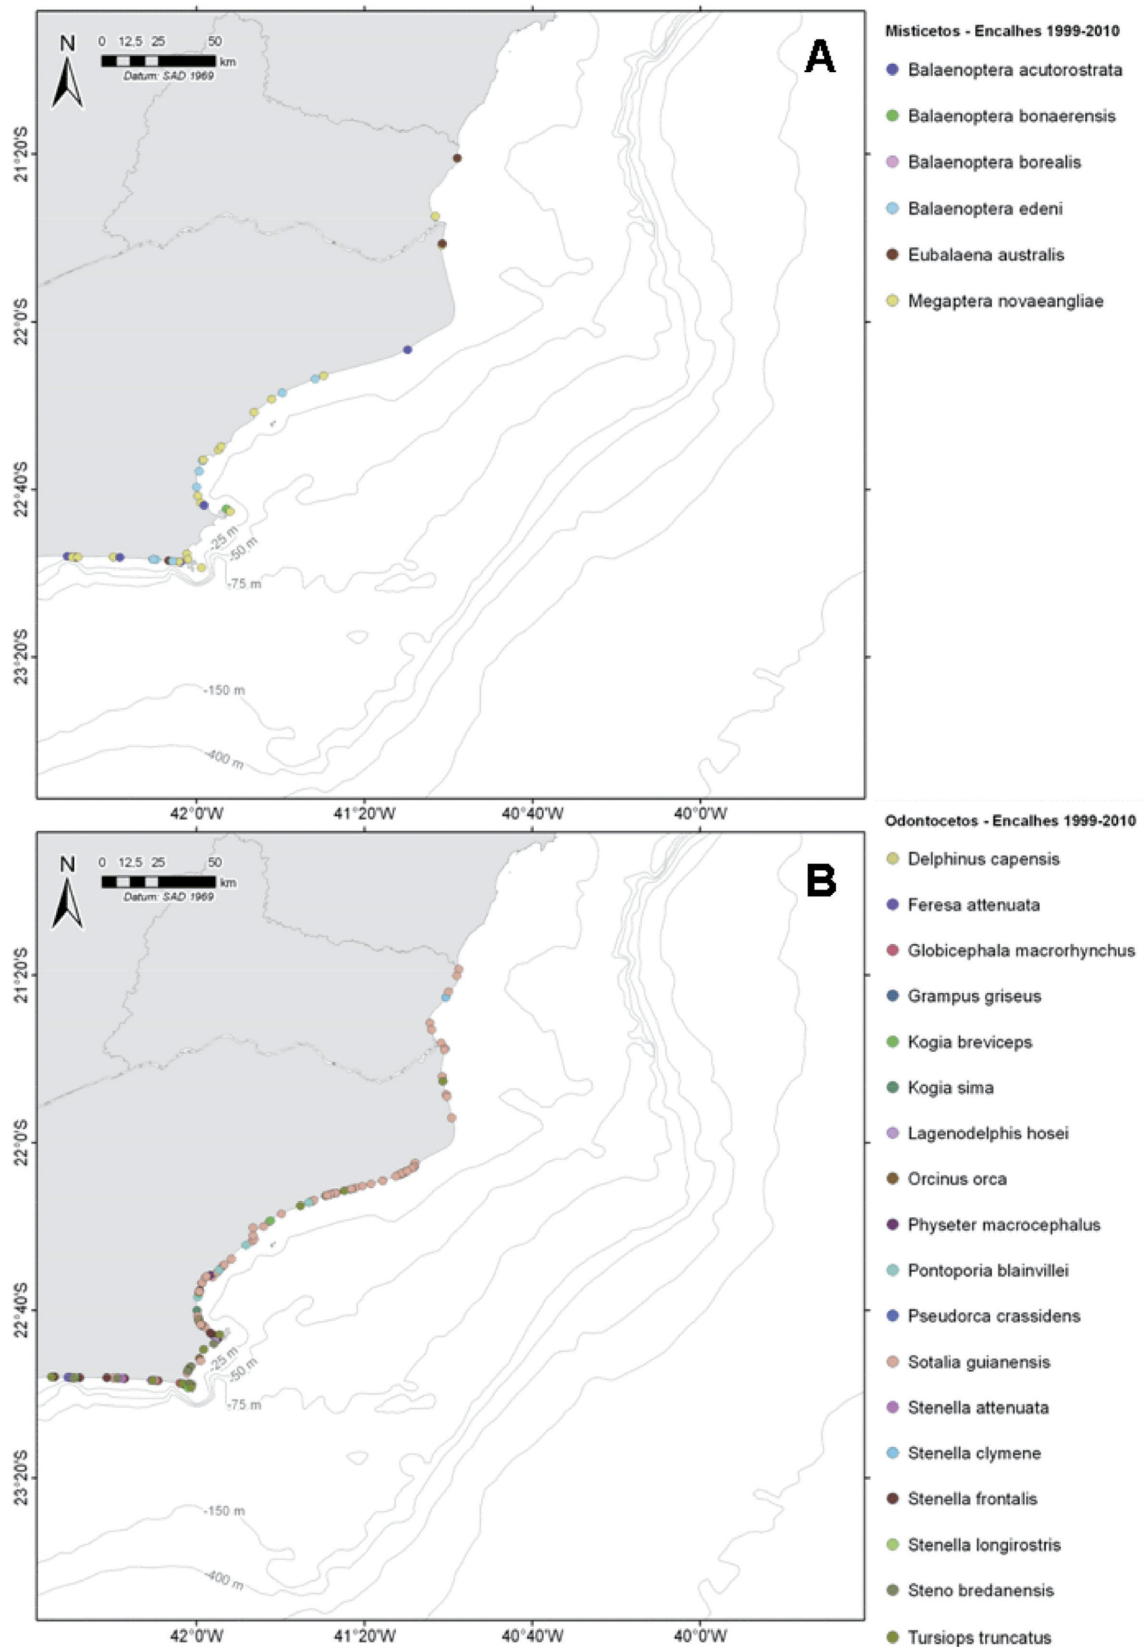 A
N
0 12.5 25 50
km
Datum: SAD 1969
21°20'S
22°0'S
22°40'S
23°20'S
-25 m
-50 m
-75 m
-150 m
-400 m
42°0'W 41°20'W 40°40'W 40°0'W
Misticetos - Encalhes 1999-2010
Balaenoptera acutorostrata
Balaenoptera bonaerensis
Balaenoptera borealis
Balaenoptera edeni
Eubalaena australis
Megaptera novaeangliae
B
N
0 12.5 25 50
km
Datum: SAD 1969
21°20'S
22°0'S
22°40'S
23°20'S
-25 m
-50 m
-75 m
-150 m
-400 m
42°0'W 41°20'W 40°40'W 40°0'W
Odontocetos - Encalhes 1999-2010
Delphinus capensis
Feresa attenuata
Globicephala macrorhynchus
Grampus griseus
Kogia breviceps
Kogia sima
Lagenodelphis hosei
Orcinus orca
Physeter macrocephalus
Pontoporia blainvillei
Pseudorca crassidens
Sotalia guianensis
Stenella attenuata
Stenella clymene
Stenella frontalis
Stenella longirostris
Steno bredanensis
Tursiops truncatus